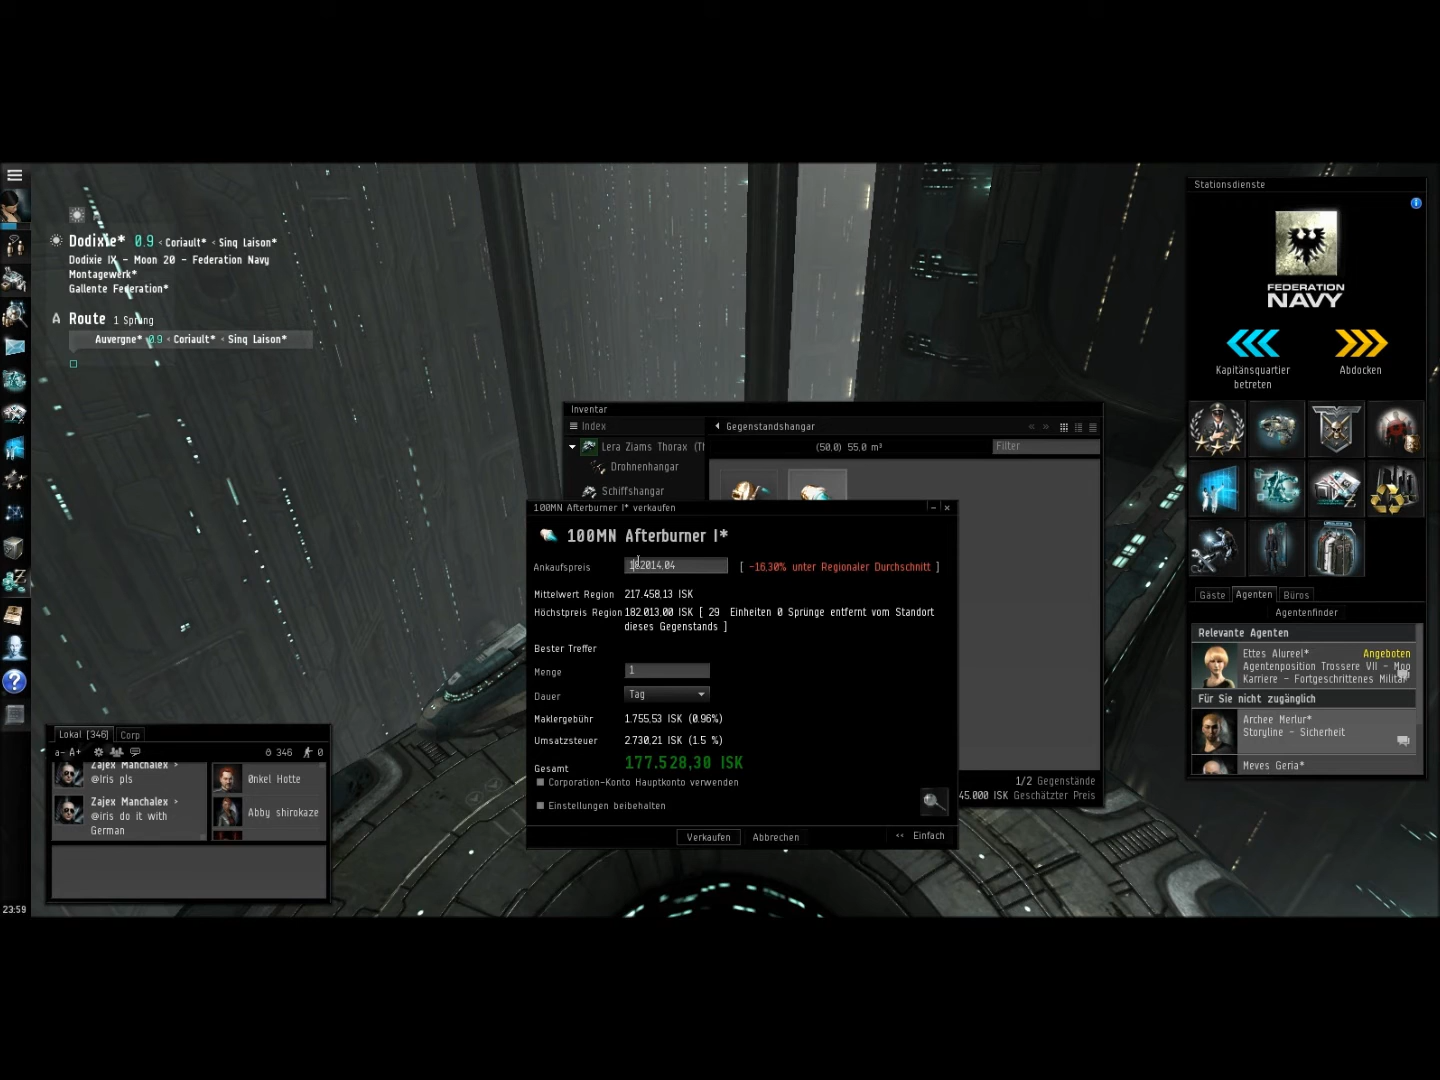 Stationsdienste
Dodixie* 0.9 < Coriault* < Sinq Laison*
Dodixie IX - Moon 20 - Federation Navy
Montagewerk*
Gallente Federation*
Route 1 Sprung
Auvergne* 0.9 < Coriault* < Sinq Laison*
FEDERATION
NAVY
Kapitänsquartier
betreten
Abdocken
Inventar
Index
Gegenstandshangar
Lera Ziams Thorax (Th
(50,0) 55,0 m³
Filter
Drohnenhangar
Schiffshangar
100MN Afterburner I* verkaufen
100MN Afterburner I*
Ankaufspreis
182014.04
[ -16,30% unter Regionaler Durchschnitt ]
Mittelwert Region 217.458,13 ISK
Höchstpreis Region 182.013,00 ISK [ 29 Einheiten 0 Sprünge entfernt vom Standort
dieses Gegenstands ]
Bester Treffer
Menge 1
Dauer Tag
Maklergebühr 1.755,53 ISK (0.96%)
Umsatzsteuer 2.730,21 ISK (1.5 %)
Gesamt 177.528,30 ISK
Corporation-Konto Hauptkonto verwenden
Einstellungen beibehalten
Verkaufen
Abbrechen
<< Einfach
1/2 Gegenstände
45.000 ISK Geschätzter Preis
Gäste
Agenten
Büros
Agentenfinder
Relevante Agenten
Ettes Alureel* Angeboten
Agentenposition Trossere VII - Moo
Karriere - Fortgeschrittenes Militär
Für Sie nicht zugänglich
Archee Merlur*
Storyline - Sicherheit
Meves Geria*
Lokal [346]
Corp
a- A+
346
0
Zajex Manchalex >
@Iris pls
Zajex Manchalex >
@iris do it with
German
Ønkel Hotte
Abby shirokaze
23:59